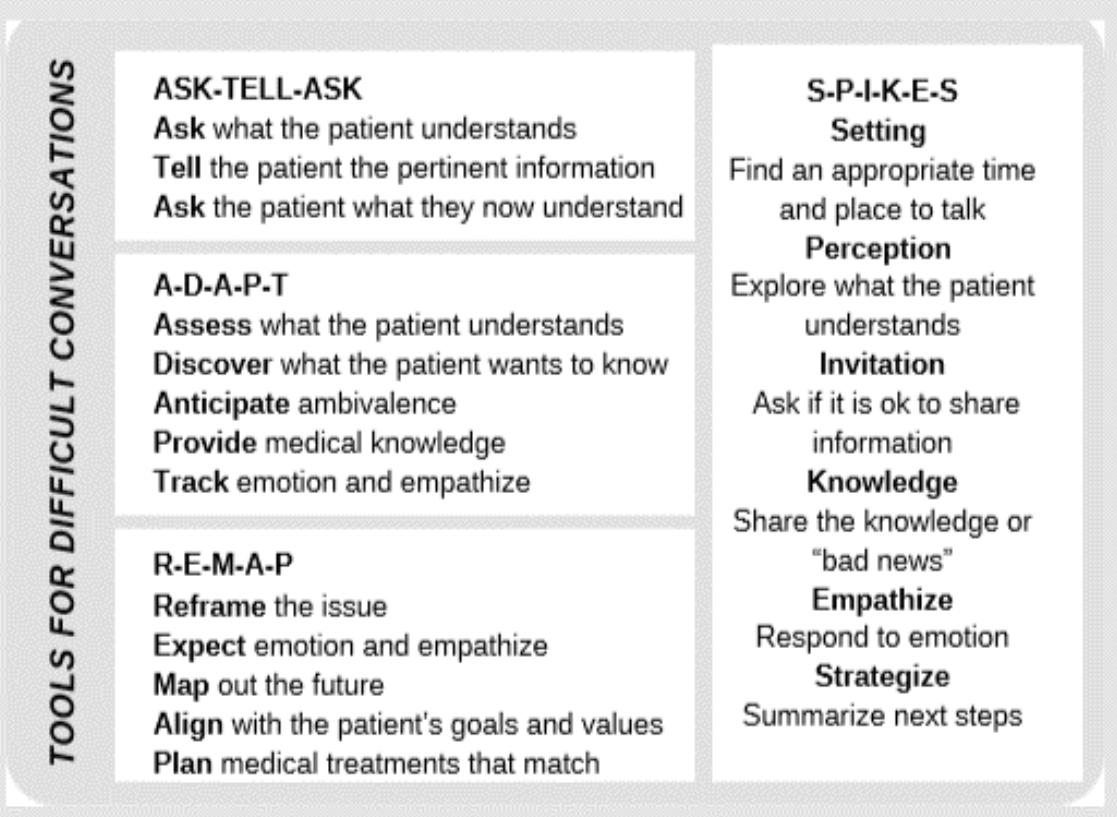 TOOLS FOR DIFFICULT CONVERSATIONS
ASK-TELL-ASK
Ask what the patient understands
Tell the patient the pertinent information
Ask the patient what they now understand
A-D-A-P-T
Assess what the patient understands
Discover what the patient wants to know
Anticipate ambivalence
Provide medical knowledge
Track emotion and empathize
R-E-M-A-P
Reframe the issue
Expect emotion and empathize
Map out the future
Align with the patient's goals and values
Plan medical treatments that match
S-P-I-K-E-S
Setting
Find an appropriate time
and place to talk
Perception
Explore what the patient
understands
Invitation
Ask if it is ok to share
information
Knowledge
Share the knowledge or
“bad news”
Empathize
Respond to emotion
Strategize
Summarize next steps